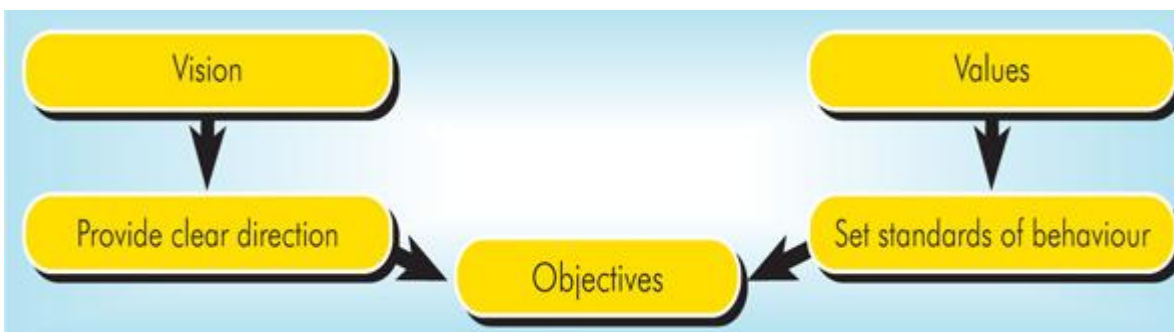 Vision
Values
Provide clear direction
Set standards of behaviour
Objectives